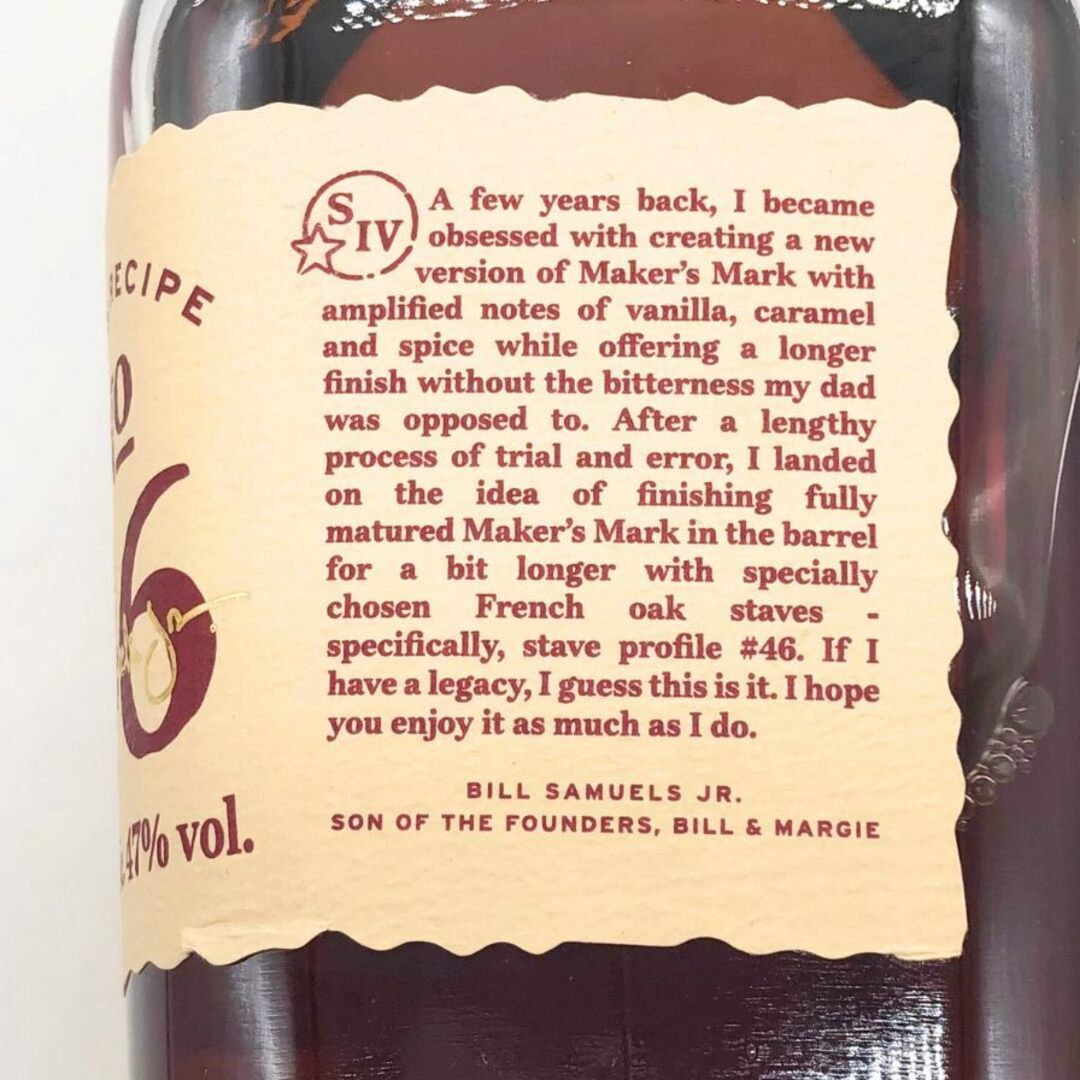 ECIPE
o
6
47% vol.
S
IV
A few years back, I became
obsessed with creating a new
version of Maker's Mark with
amplified notes of vanilla, caramel
and spice while offering a longer
finish without the bitterness my dad
was opposed to. After a lengthy
process of trial and error, I landed
on the idea of finishing fully
matured Maker's Mark in the barrel
for a bit longer with specially
chosen French oak staves -
specifically, stave profile #46. If I
have a legacy, I guess this is it. I hope
you enjoy it as much as I do.
BILL SAMUELS JR.
SON OF THE FOUNDERS, BILL & MARGIE